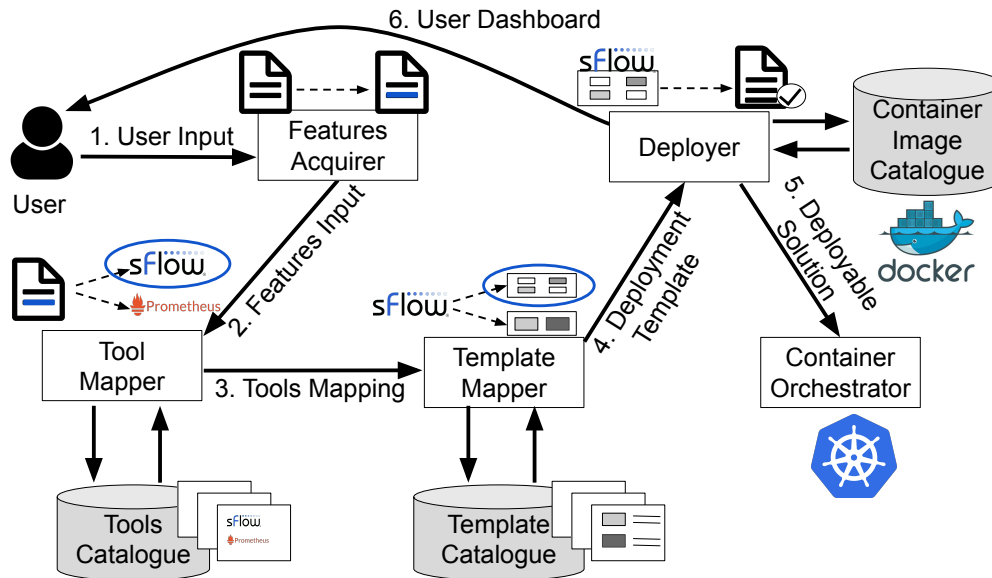 6. User Dashboard
sFlow
1. User Input
Features
Acquirer
Deployer
Container
Image
Catalogue
User
docker
2. Features Input
5. Deployable
Solution
sFlow
Prometheus
sFlow
4. Deployment
Template
Tool
Mapper
3. Tools Mapping
Template
Mapper
Container
Orchestrator
Tools
Catalogue
sFlow
Prometheus
Template
Catalogue